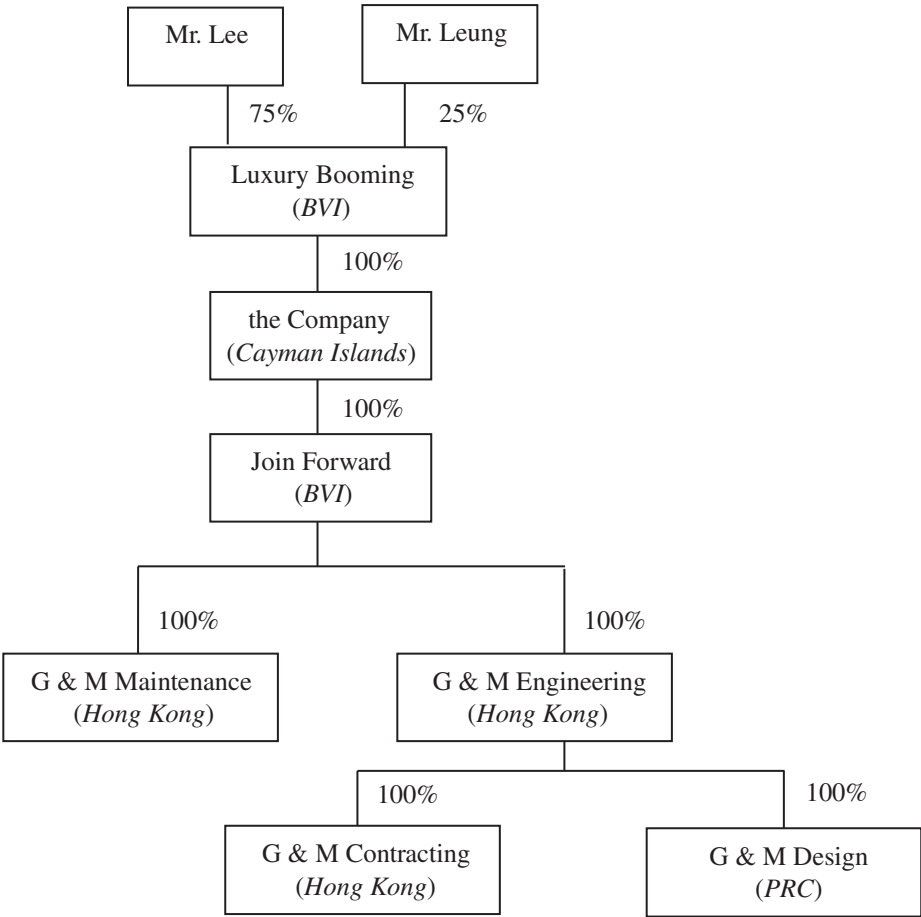 Mr. Lee
Mr. Leung
75%
25%
Luxury Booming
(BVI)
100%
the Company
(Cayman Islands)
100%
Join Forward
(BVI)
100%
100%
G & M Maintenance
(Hong Kong)
G & M Engineering
(Hong Kong)
100%
100%
G & M Contracting
(Hong Kong)
G & M Design
(PRC)